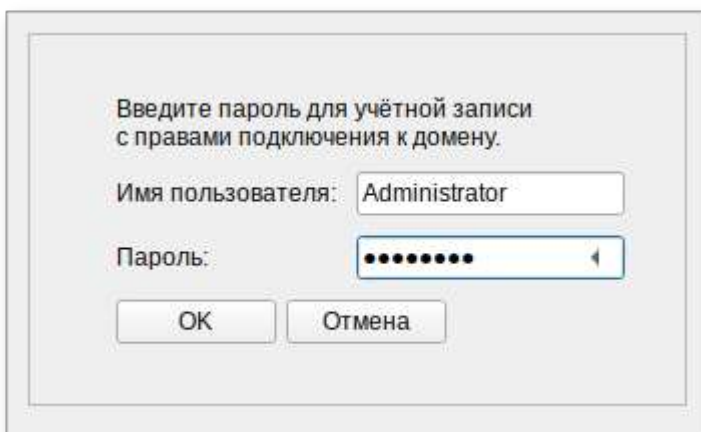 Введите пароль для учётной записи
с правами подключения к домену.
Имя пользователя: Administrator
Пароль: ●●●●●●●●
OK Отмена